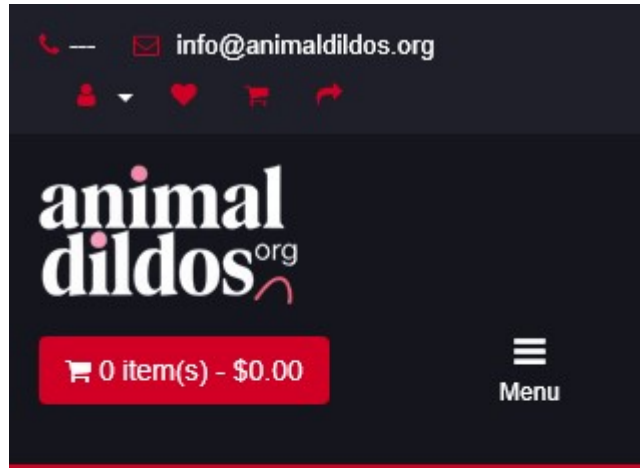 --- info@animaldildos.org
animal
dildos org
0 item(s) - $0.00
Menu